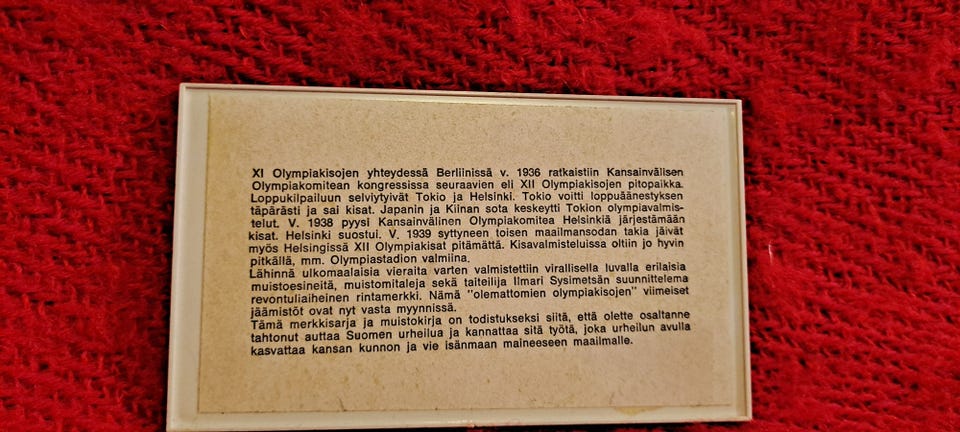 XI Olympiakisojen yhteydessä Berliinissä v. 1936 ratkaistiin Kansainvälisen
Olympiakomitean kongressissa seuraavien eli XII Olympiakisojen pitopaikka.
Loppukilpailuun selviytyivät Tokio ja Helsinki. Tokio voitti loppuäänestyksen
täpärästi ja sai kisat. Japanin ja Kiinan sota keskeytti Tokion olympiavalmis-
telut. V. 1938 pyysi Kansainvälinen Olympiakomitea Helsinkiä järjestämään
kisat. Helsinki suostui. V. 1939 syttyneen toisen maailmansodan takia jäivät
myös Helsingissä XII Olympiakisat pitämättä. Kisavalmisteluissa oltiin jo hyvin
pitkällä, mm. Olympiastadion valmiina.
Lähinnä ulkomaalaisia vieraita varten valmistettiin virallisella luvalla erilaisia
muistoesineitä, muistomitaleja sekä taiteilija Ilmari Sysimetsän suunnittelema
revontuliaiheinen rintamerkki. Nämä "olemattomien olympiakisojen" viimeiset
jäämistöt ovat nyt vasta myynnissä.
Tämä merkkisarja ja muistokirja on todistukseksi siitä, että olette osaltanne
tahtonut auttaa Suomen urheilua ja kannattaa sitä työtä, joka urheilun avulla
kasvattaa kansan kunnon ja vie isänmaan maineeseen maailmalle.